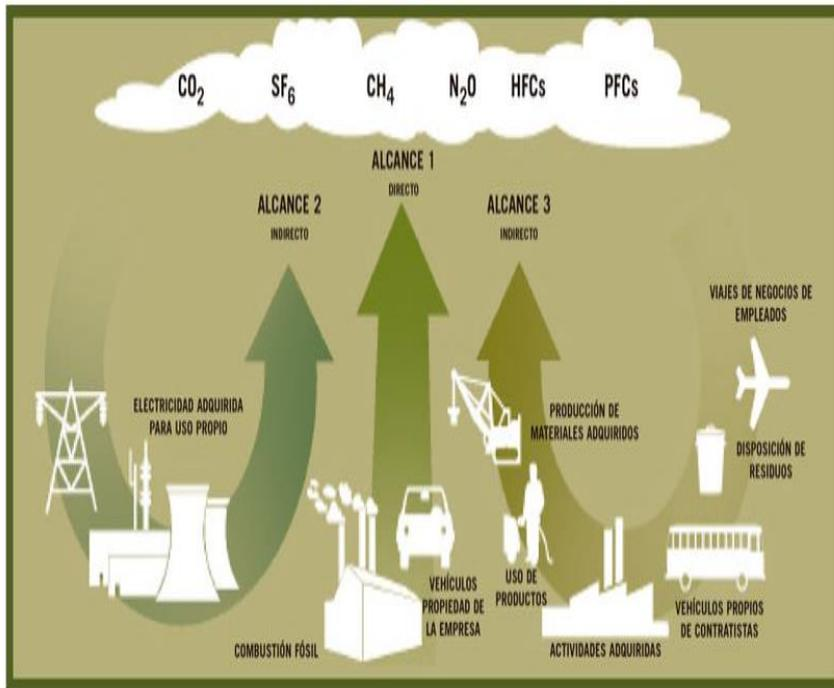 CO2 SF6 CH4 N2O HFCs PFCs
ALCANCE 1
DIRECTO
ALCANCE 2
INDIRECTO
ALCANCE 3
INDIRECTO
VIAJES DE NEGOCIOS DE
EMPLEADOS
ELECTRICIDAD ADQUIRIDA
PARA USO PROPIO
PRODUCCIÓN DE
MATERIALES ADQUIRIDOS
DISPOSICIÓN DE
RESIDUOS
COMBUSTIÓN FÓSIL
VEHÍCULOS
PROPIEDAD DE
LA EMPRESA
USO DE
PRODUCTOS
ACTIVIDADES ADQUIRIDAS
VEHÍCULOS PROPIOS
DE CONTRATISTAS